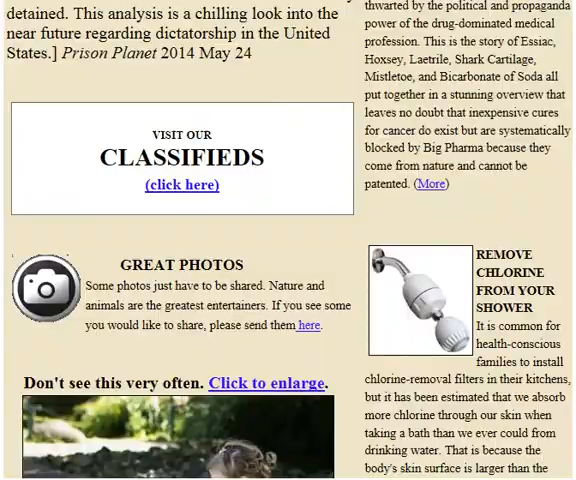 detained. This analysis is a chilling look into the
near future regarding dictatorship in the United
States.] Prison Planet 2014 May 24
VISIT OUR
CLASSIFIEDS
(click here)
GREAT PHOTOS
Some photos just have to be shared. Nature and
animals are the greatest entertainers. If you see some
you would like to share, please send them here.
Don't see this very often. Click to enlarge.
thwarted by the political and propaganda
power of the drug-dominated medical
profession. This is the story of Essiac,
Hoxsey, Laetrile, Shark Cartilage,
Mistletoe, and Bicarbonate of Soda all
put together in a stunning overview that
leaves no doubt that inexpensive cures
for cancer do exist but are systematically
blocked by Big Pharma because they
come from nature and cannot be
patented. (More)
REMOVE
CHLORINE
FROM YOUR
SHOWER
It is common for
health-conscious
families to install
chlorine-removal filters in their kitchens,
but it has been estimated that we absorb
more chlorine through our skin when
taking a bath than we ever could from
drinking water. That is because the
body's skin surface is larger than the